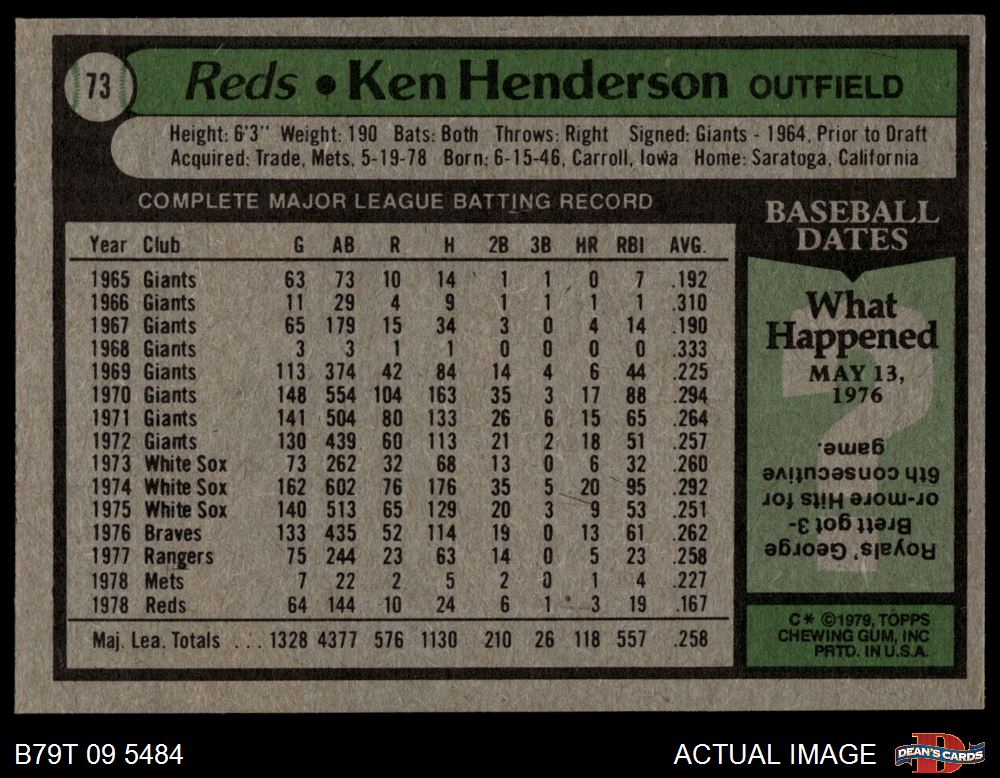 73 Reds • Ken Henderson OUTFIELD
Height: 6'3" Weight: 190 Bats: Both Throws: Right Signed: Giants - 1964, Prior to Draft
Acquired: Trade, Mets, 5-19-78 Born: 6-15-46, Carroll, Iowa Home: Saratoga, California
COMPLETE MAJOR LEAGUE BATTING RECORD
Year Club G AB R H 2B 3B HR RBI AVG.
1965 Giants 63 73 10 14 1 1 0 7 .192
1966 Giants 11 29 4 9 1 1 1 1 .310
1967 Giants 65 179 15 34 3 0 4 14 .190
1968 Giants 3 3 1 1 0 0 0 0 .333
1969 Giants 113 374 42 84 14 4 6 44 .225
1970 Giants 148 554 104 163 35 3 17 88 .294
1971 Giants 141 504 80 133 26 6 15 65 .264
1972 Giants 130 439 60 113 21 2 18 51 .257
1973 White Sox 73 262 32 68 13 0 6 32 .260
1974 White Sox 162 602 76 176 35 5 20 95 .292
1975 White Sox 140 513 65 129 20 3 9 53 .251
1976 Braves 133 435 52 114 19 0 13 61 .262
1977 Rangers 75 244 23 63 14 0 5 23 .258
1978 Mets 7 22 2 5 2 0 1 4 .227
1978 Reds 64 144 10 24 6 1 3 19 .167
Maj. Lea. Totals ... 1328 4377 576 1130 210 26 118 557 .258
BASEBALL
DATES
What
Happened
MAY 13,
1976
Royals' George
Brett got 3-
or-more Hits for
6th consecutive
game.
C* ©1979, TOPPS
CHEWING GUM, INC
PRTD. IN U.S.A.
B79T 09 5484
ACTUAL IMAGE
DEAN'S CARDS